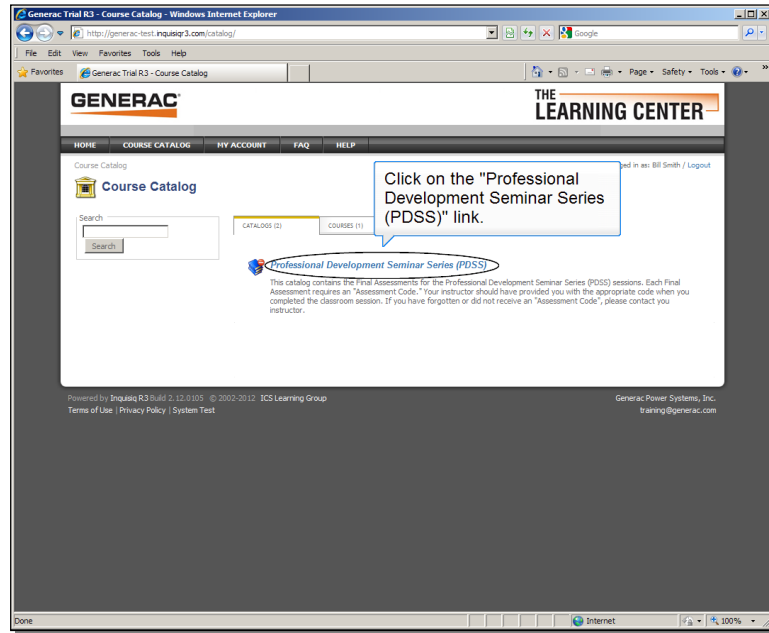 Generac Trial R3 - Course Catalog - Windows Internet Explorer
http://generac-test.inquisiqr3.com/catalog/
Google
File Edit View Favorites Tools Help
Favorites Generac Trial R3 - Course Catalog Page Safety Tools
GENERAC
THE
LEARNING CENTER
HOME COURSE CATALOG MY ACCOUNT FAQ HELP
Course Catalog
ged in as: Bill Smith / Logout
Course Catalog
Click on the "Professional
Development Seminar Series
(PDSS)" link.
Search
CATALOGS (2) COURSES (1)
Search
Professional Development Seminar Series (PDSS)
This catalog contains the Final Assessments for the Professional Development Seminar Series (PDSS) sessions. Each Final
Assessment requires an "Assessment Code." Your instructor should have provided you with the appropriate code when you
completed the classroom session. If you have forgotten or did not receive an "Assessment Code", please contact you
instructor.
Powered by Inquisiq R3 Build 2.12.0105 © 2002-2012 ICS Learning Group
Generac Power Systems, Inc.
Terms of Use | Privacy Policy | System Test
training@generac.com
Done Internet 100%